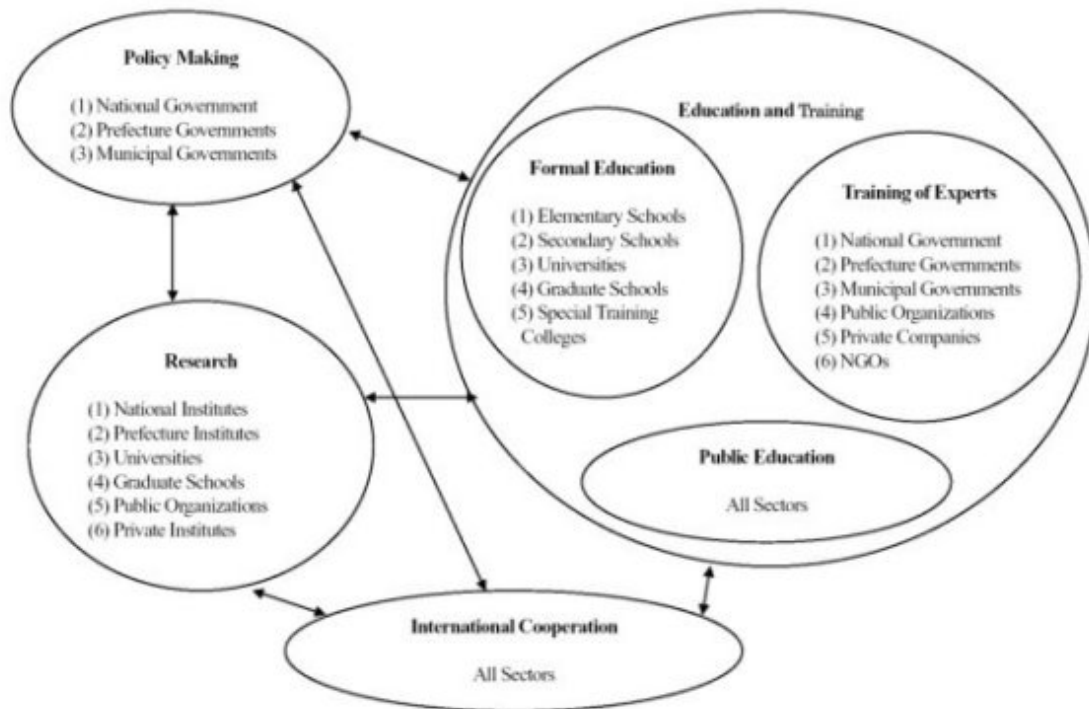 Policy Making
(1) National Government
(2) Prefecture Governments
(3) Municipal Governments
Education and Training
Formal Education
(1) Elementary Schools
(2) Secondary Schools
(3) Universities
(4) Graduate Schools
(5) Special Training
Colleges
Training of Experts
(1) National Government
(2) Prefecture Governments
(3) Municipal Governments
(4) Public Organizations
(5) Private Companies
(6) NGOs
Research
(1) National Institutes
(2) Prefecture Institutes
(3) Universities
(4) Graduate Schools
(5) Public Organizations
(6) Private Institutes
Public Education
All Sectors
International Cooperation
All Sectors